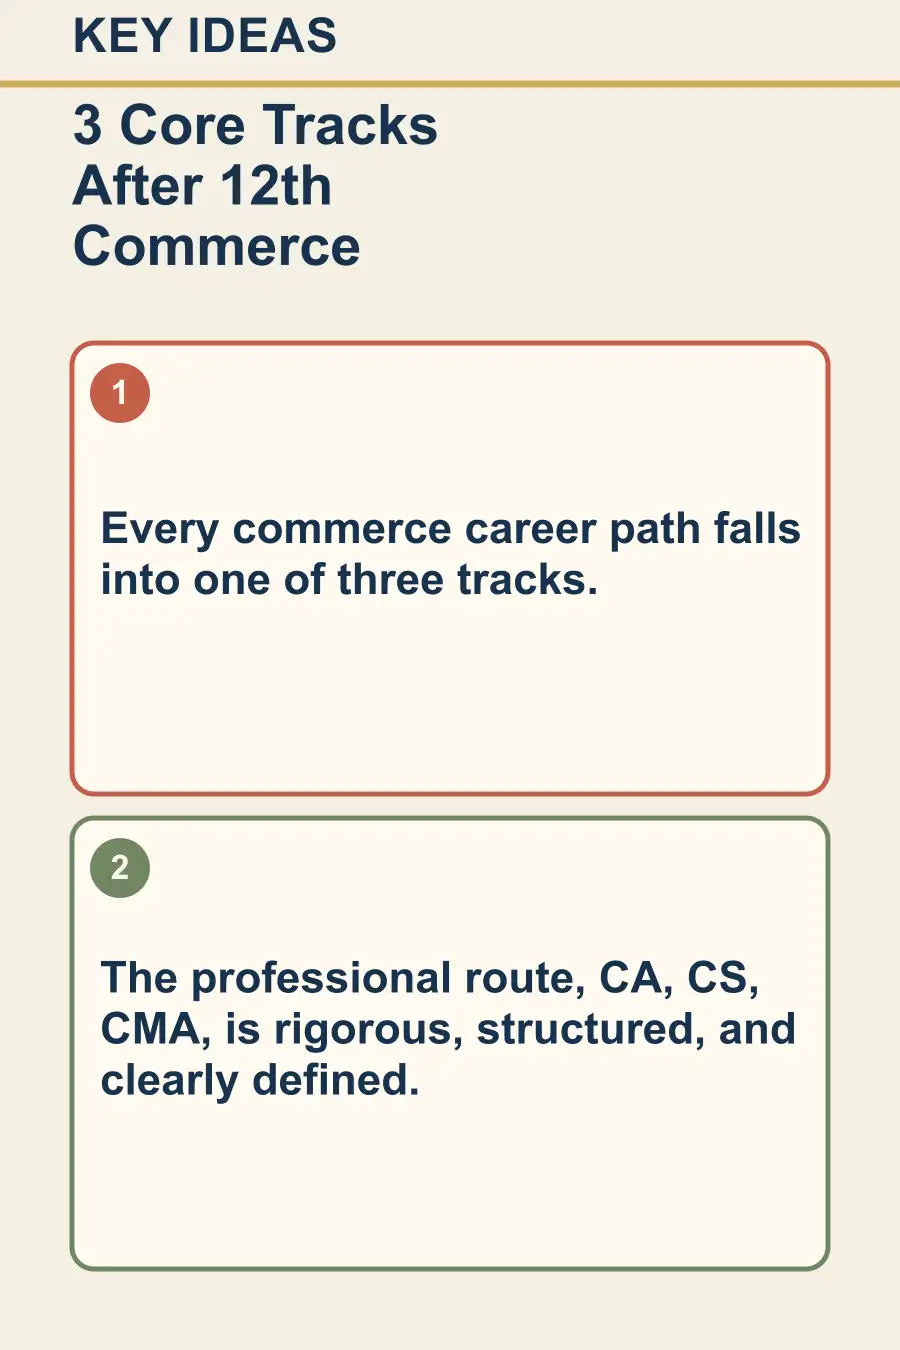 KEY IDEAS
3 Core Tracks
After 12th
Commerce
1
Every commerce career path falls
into one of three tracks.
2
The professional route, CA, CS,
CMA, is rigorous, structured, and
clearly defined.